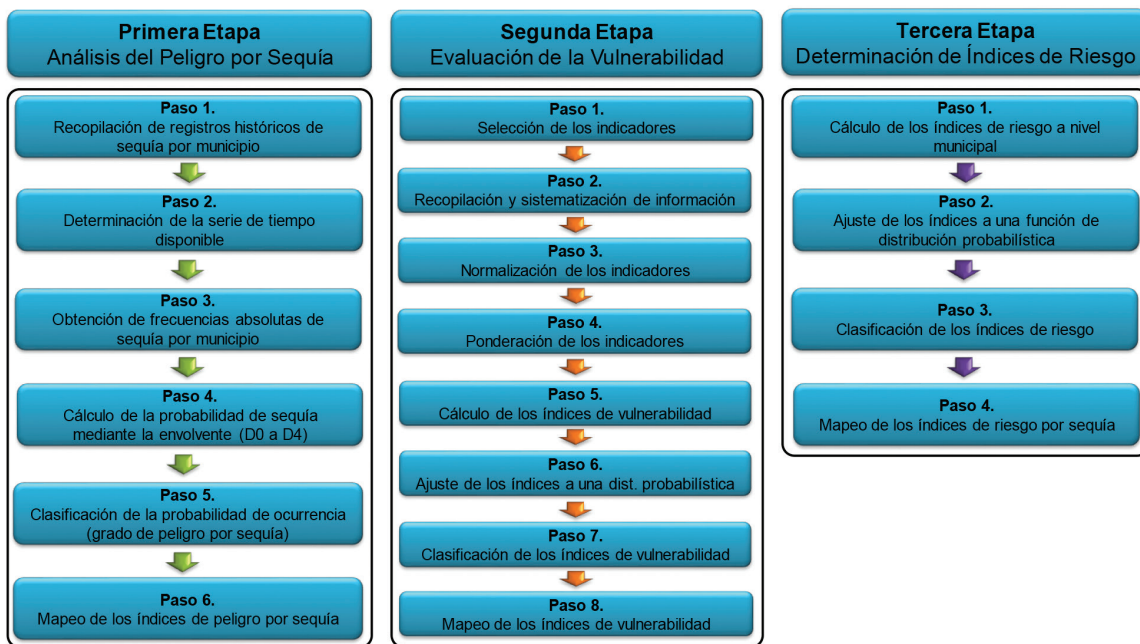 Primera Etapa
Análisis del Peligro por Sequía
Paso 1.
Recopilación de registros históricos de
sequía por municipio
Paso 2.
Determinación de la serie de tiempo
disponible
Paso 3.
Obtención de frecuencias absolutas de
sequía por municipio
Paso 4.
Cálculo de la probabilidad de sequía
mediante la envolvente (D0 a D4)
Paso 5.
Clasificación de la probabilidad de ocurrencia
(grado de peligro por sequía)
Paso 6.
Mapeo de los índices de peligro por sequía
Segunda Etapa
Evaluación de la Vulnerabilidad
Paso 1.
Selección de los indicadores
Paso 2.
Recopilación y sistematización de información
Paso 3.
Normalización de los indicadores
Paso 4.
Ponderación de los indicadores
Paso 5.
Cálculo de los índices de vulnerabilidad
Paso 6.
Ajuste de los índices a una dist. probabilística
Paso 7.
Clasificación de los índices de vulnerabilidad
Paso 8.
Mapeo de los índices de vulnerabilidad
Tercera Etapa
Determinación de Índices de Riesgo
Paso 1.
Cálculo de los índices de riesgo a nivel
municipal
Paso 2.
Ajuste de los índices a una función de
distribución probabilística
Paso 3.
Clasificación de los índices de riesgo
Paso 4.
Mapeo de los índices de riesgo por sequía